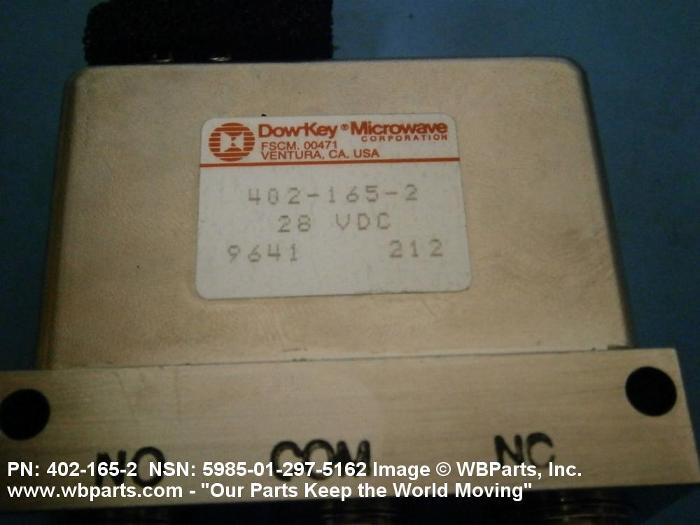 Dow-Key® Microwave
CORPORATION
FSCM. 00471
VENTURA, CA. USA
402-165-2
28 VDC
9641 212
NO COM NC
PN: 402-165-2 NSN: 5985-01-297-5162 Image © WBParts, Inc.
www.wbparts.com - "Our Parts Keep the World Moving"